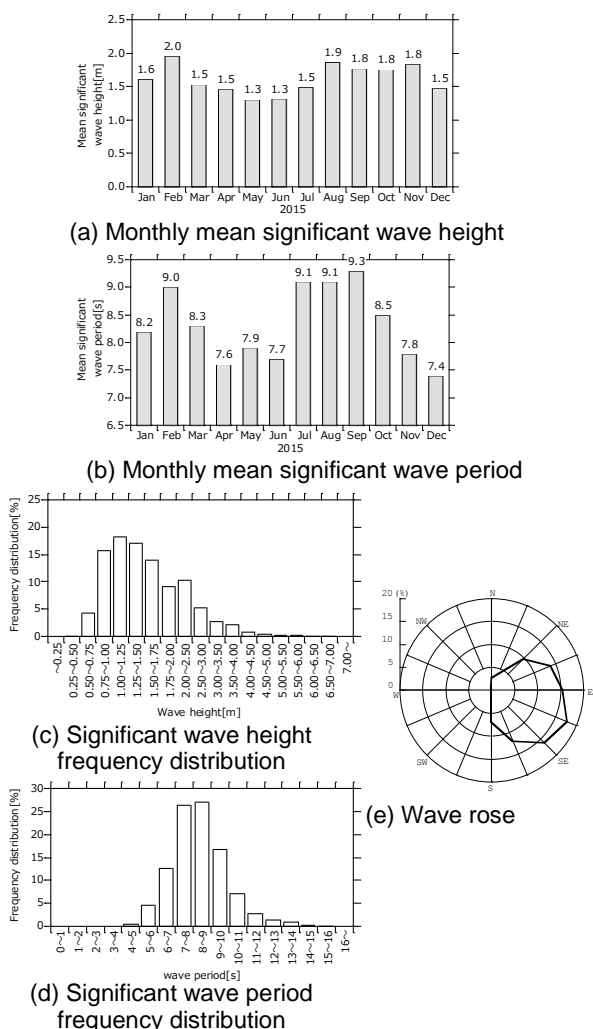 2.5
2.0
1.5
1.0
0.5
0.0
Mean significant
wave height[m]
1.6 2.0 1.5 1.5 1.3 1.3 1.5 1.9 1.8 1.8 1.8 1.5
Jan Feb Mar Apr May Jun Jul Aug Sep Oct Nov Dec
2015
(a) Monthly mean significant wave height
9.5
9.0
8.5
8.0
7.5
7.0
6.5
Mean significant
wave period[s]
8.2 9.0 8.3 7.6 7.9 7.7 9.1 9.1 9.3 8.5 7.8 7.4
Jan Feb Mar Apr May Jun Jul Aug Sep Oct Nov Dec
2015
(b) Monthly mean significant wave period
25
20
15
10
5
0
Frequency distribution[%]
~0.25
0.25~0.50
0.50~0.75
0.75~1.00
1.00~1.25
1.25~1.50
1.50~1.75
1.75~2.00
2.00~2.50
2.50~3.00
3.00~3.50
3.50~4.00
4.00~4.50
4.50~5.00
5.00~5.50
5.50~6.00
6.00~6.50
6.50~7.00
7.00~
Wave height[m]
(c) Significant wave height
frequency distribution
20 (%)
15
10
5
0
N
NE
E
SE
S
SW
W
NW
(e) Wave rose
30
25
20
15
10
5
0
Frequency distribution[%]
0~1
1~2
2~3
3~4
4~5
5~6
6~7
7~8
8~9
9~10
10~11
11~12
12~13
13~14
14~15
15~16
16~
wave period[s]
(d) Significant wave period
frequency distribution